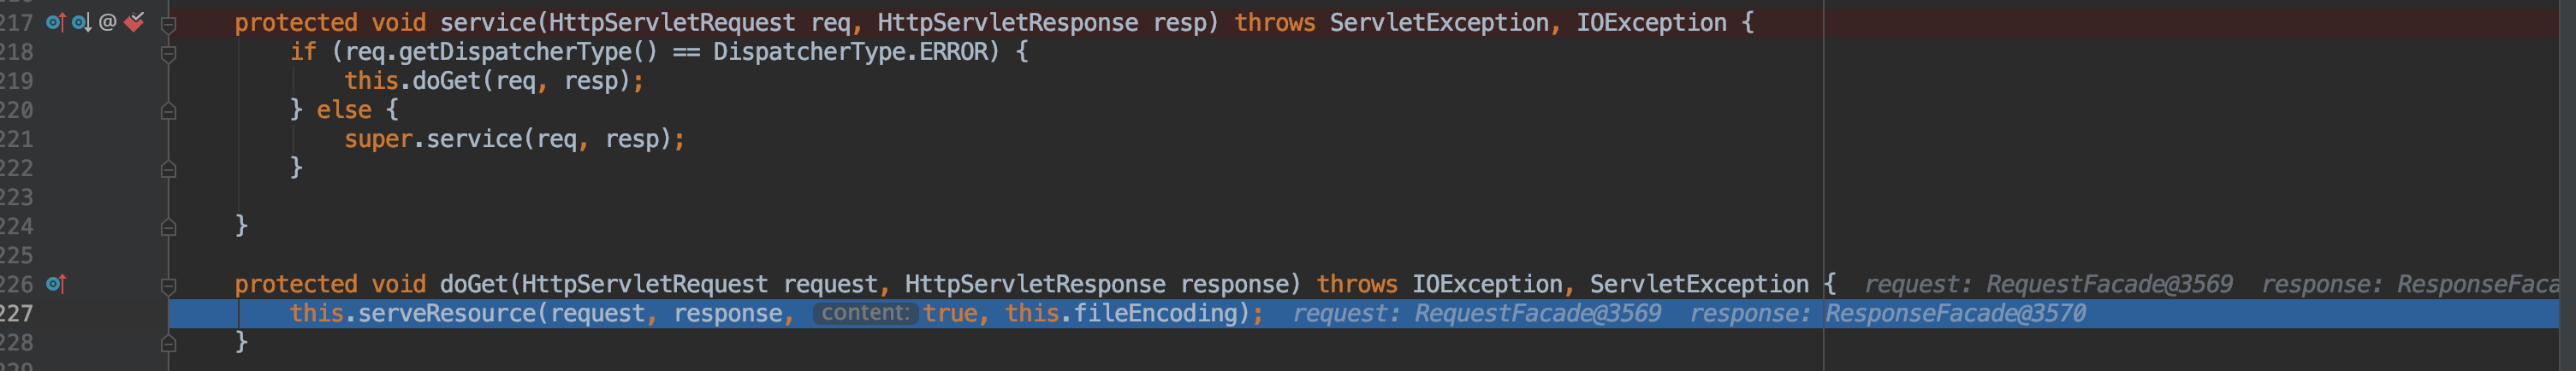 217 @ protected void service(HttpServletRequest req, HttpServletResponse resp) throws ServletException, IOException {
218 if (req.getDispatcherType() == DispatcherType.ERROR) {
219 this.doGet(req, resp);
220 } else {
221 super.service(req, resp);
222 }
223
224 }
225
226 protected void doGet(HttpServletRequest request, HttpServletResponse response) throws IOException, ServletException { request: RequestFacade@3569 response: ResponseFaca
227 this.serveResource(request, response, content: true, this.fileEncoding); request: RequestFacade@3569 response: ResponseFacade@3570
228 }
229